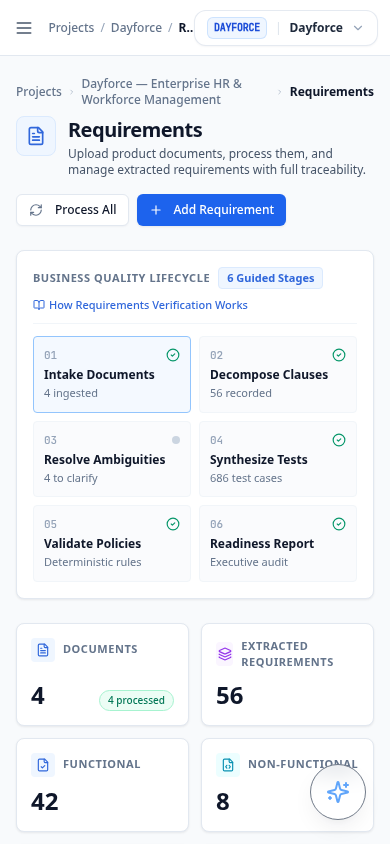 Projects / Dayforce / R.. DAYFORCE Dayforce
Projects › Dayforce — Enterprise HR & Workforce Management › Requirements
Requirements
Upload product documents, process them, and
manage extracted requirements with full traceability.
Process All + Add Requirement
BUSINESS QUALITY LIFECYCLE 6 Guided Stages
How Requirements Verification Works
01
Intake Documents
4 ingested
02
Decompose Clauses
56 recorded
03
Resolve Ambiguities
4 to clarify
04
Synthesize Tests
686 test cases
05
Validate Policies
Deterministic rules
06
Readiness Report
Executive audit
DOCUMENTS
4
4 processed
EXTRACTED
REQUIREMENTS
56
FUNCTIONAL
42
NON-FUNCTIONAL
8